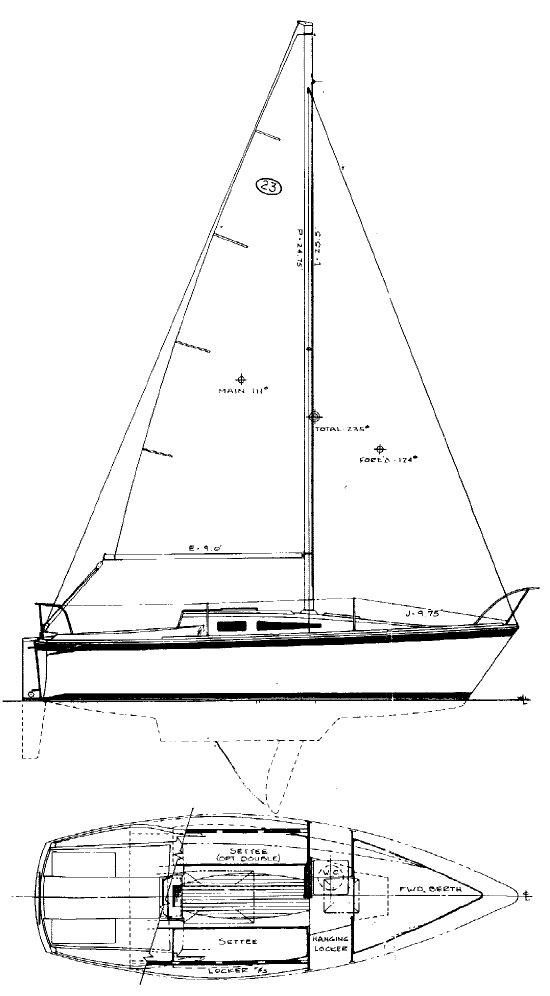 23
P-24.75
I-25.5
MAIN 111#
TOTAL 235#
FORE'D-124#
E-9.0'
J-9.75'
SETTEE
(OPT DOUBLE)
FWD. BERTH
SETTEE
HANGING
LOCKER
LOCKER P/S